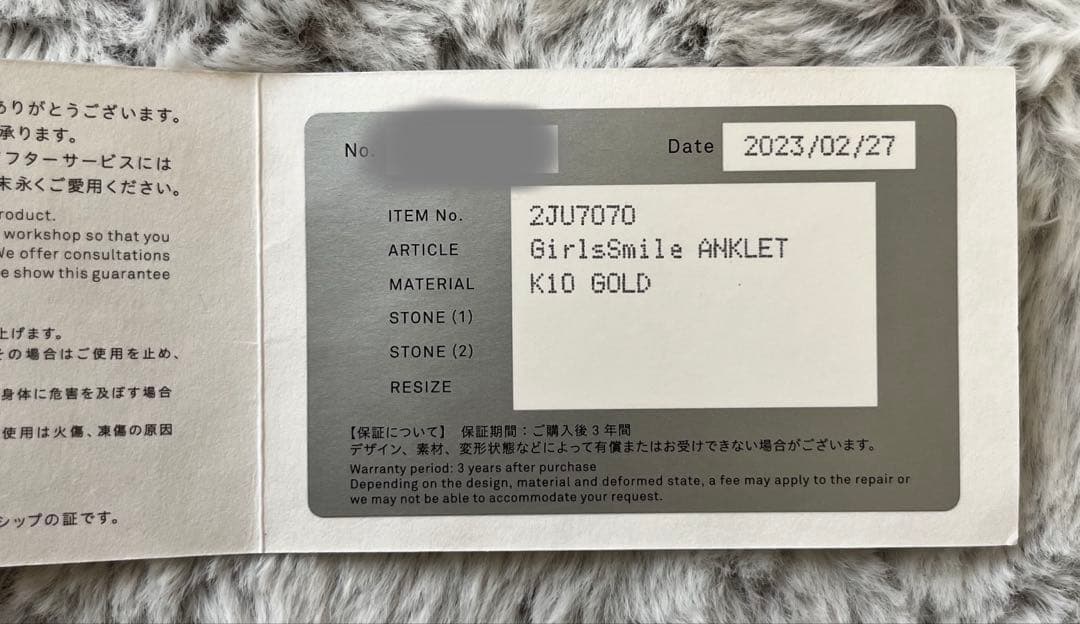 ありがとうございます。
承ります。
フターサービスには
末永くご愛用ください。
roduct.
workshop so that you
We offer consultations
e show this guarantee
上げます。
その場合はご使用を止め、
身体に危害を及ぼす場合
使用は火傷、凍傷の原因
シップの証です。
No.
Date 2023/02/27
ITEM No. 2JU7070
ARTICLE GirlsSmile ANKLET
MATERIAL K10 GOLD
STONE (1)
STONE (2)
RESIZE
【保証について】 保証期間：ご購入後3年間
デザイン、素材、変形状態などによって有償またはお受けできない場合がございます。
Warranty period: 3 years after purchase
Depending on the design, material and deformed state, a fee may apply to the repair or
we may not be able to accommodate your request.